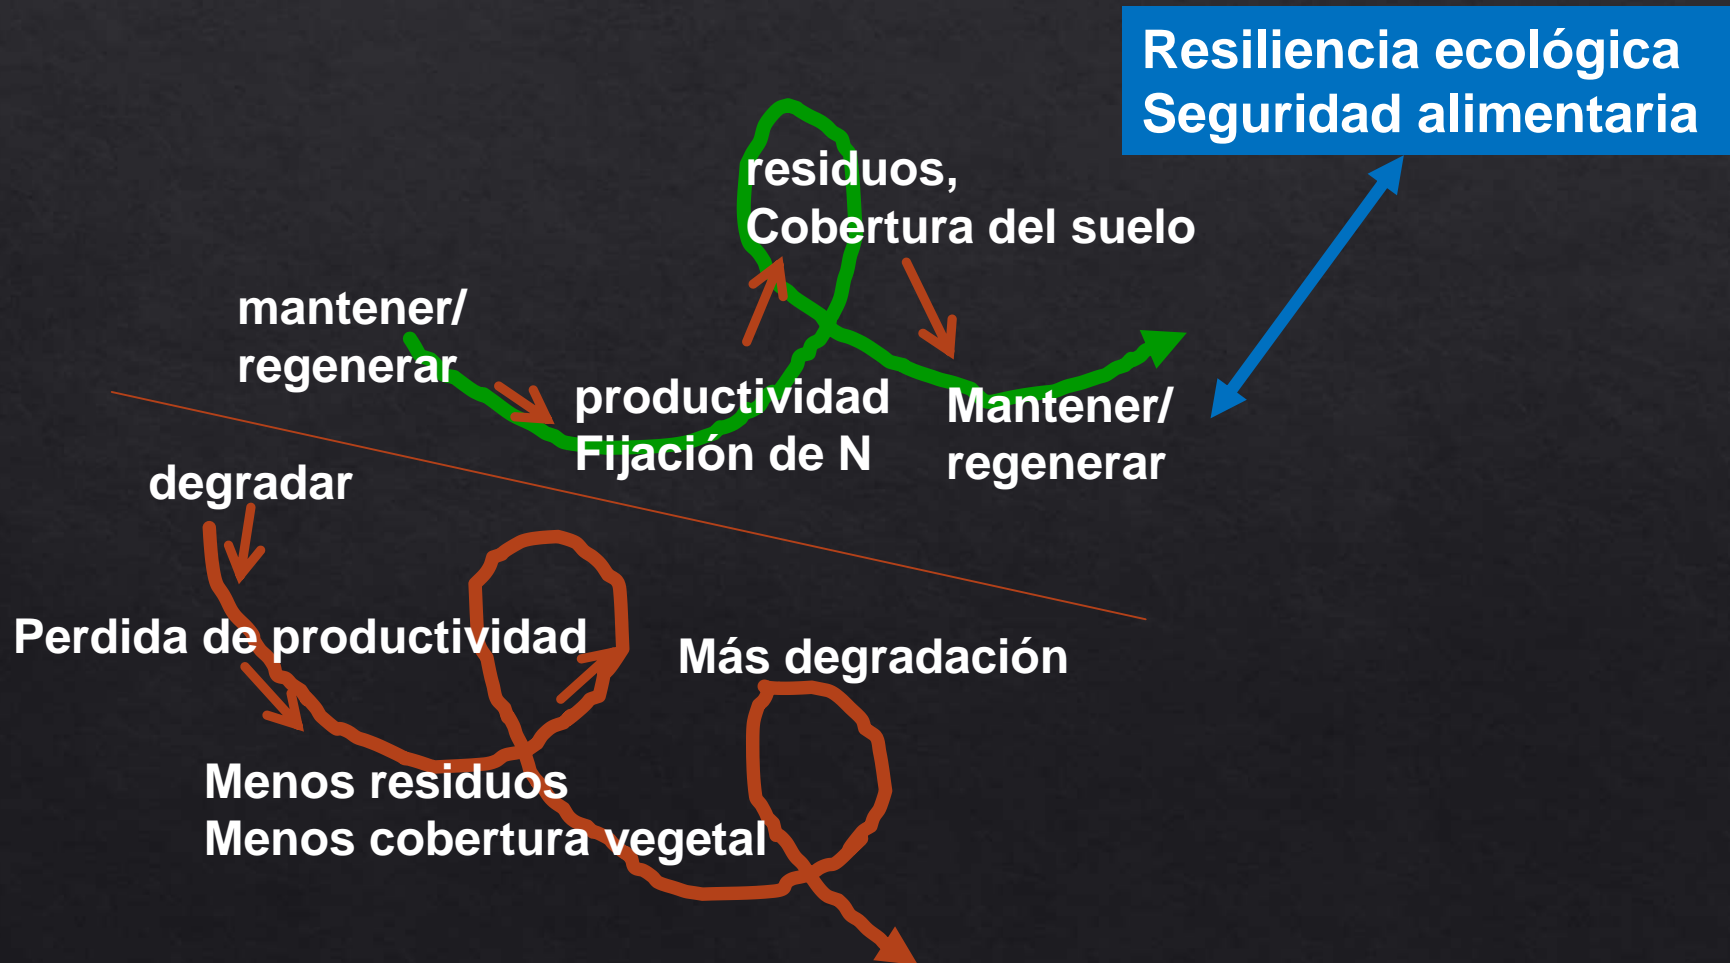 Resiliencia ecológica
Seguridad alimentaria
residuos,
Cobertura del suelo
mantener/
regenerar
productividad
Fijación de N
Mantener/
regenerar
degradar
Perdida de productividad
Más degradación
Menos residuos
Menos cobertura vegetal